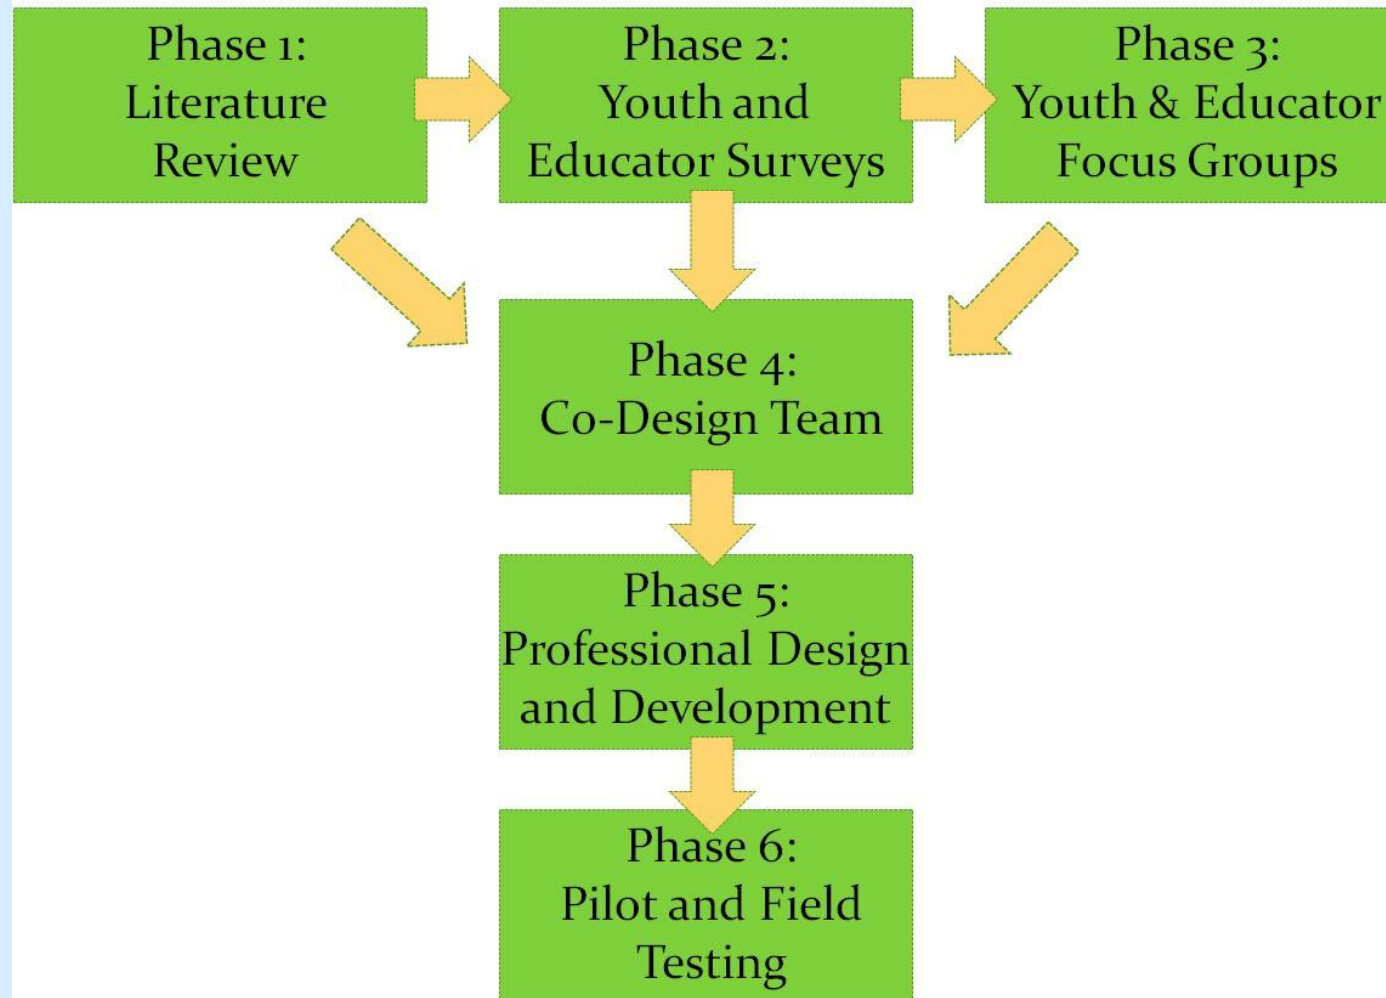 Phase 1:
Literature
Review
Phase 2:
Youth and
Educator Surveys
Phase 3:
Youth & Educator
Focus Groups
Phase 4:
Co-Design Team
Phase 5:
Professional Design
and Development
Phase 6:
Pilot and Field
Testing